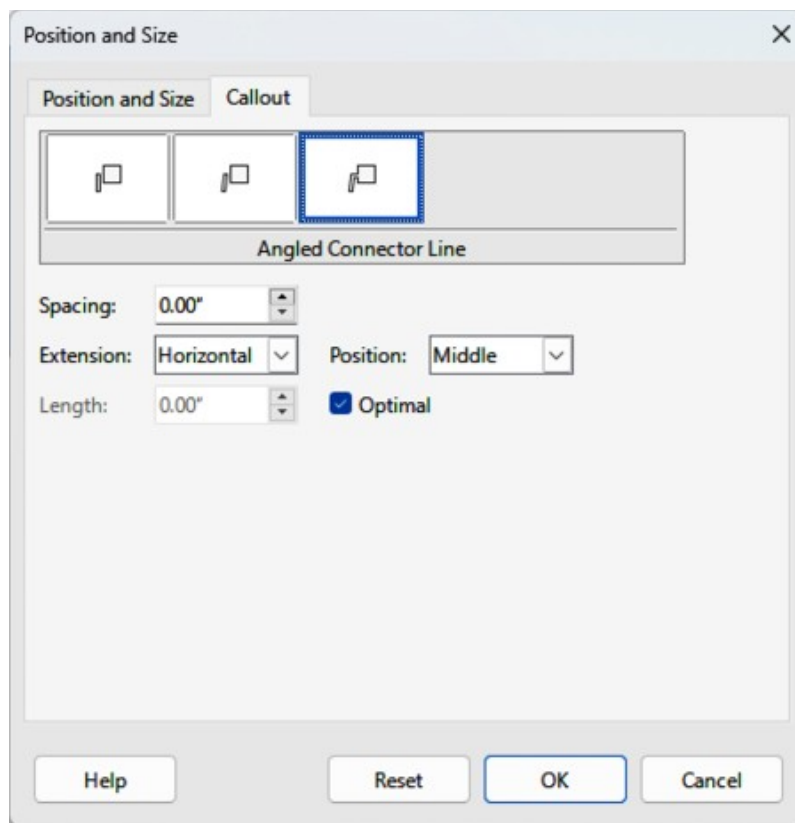 Position and Size
Position and Size Callout
Angled Connector Line
Spacing: 0.00"
Extension: Horizontal Position: Middle
Length: 0.00" Optimal
Help Reset OK Cancel